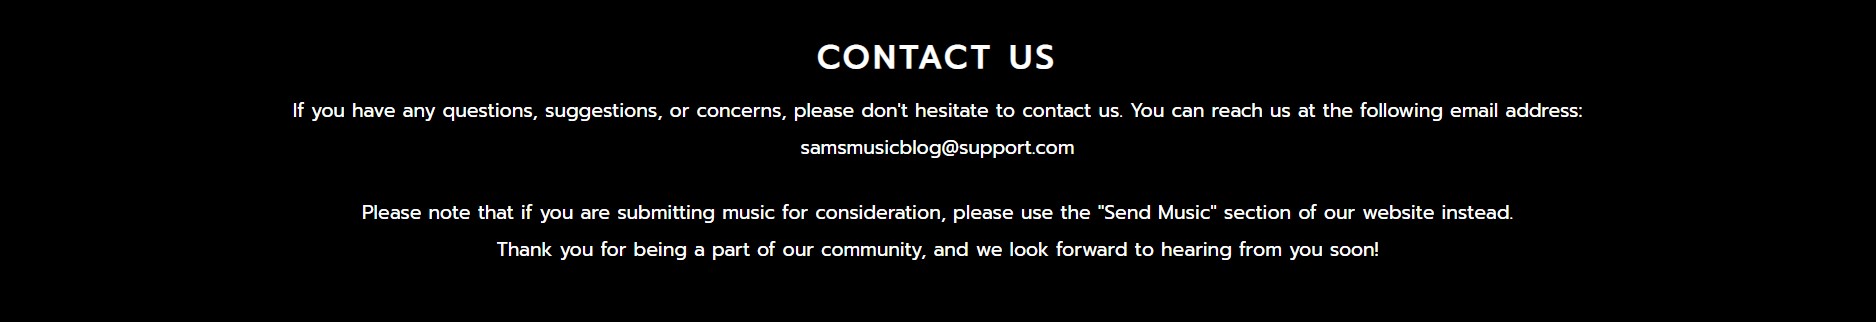 CONTACT US
If you have any questions, suggestions, or concerns, please don't hesitate to contact us. You can reach us at the following email address:
samsmusicblog@support.com
Please note that if you are submitting music for consideration, please use the "Send Music" section of our website instead.
Thank you for being a part of our community, and we look forward to hearing from you soon!